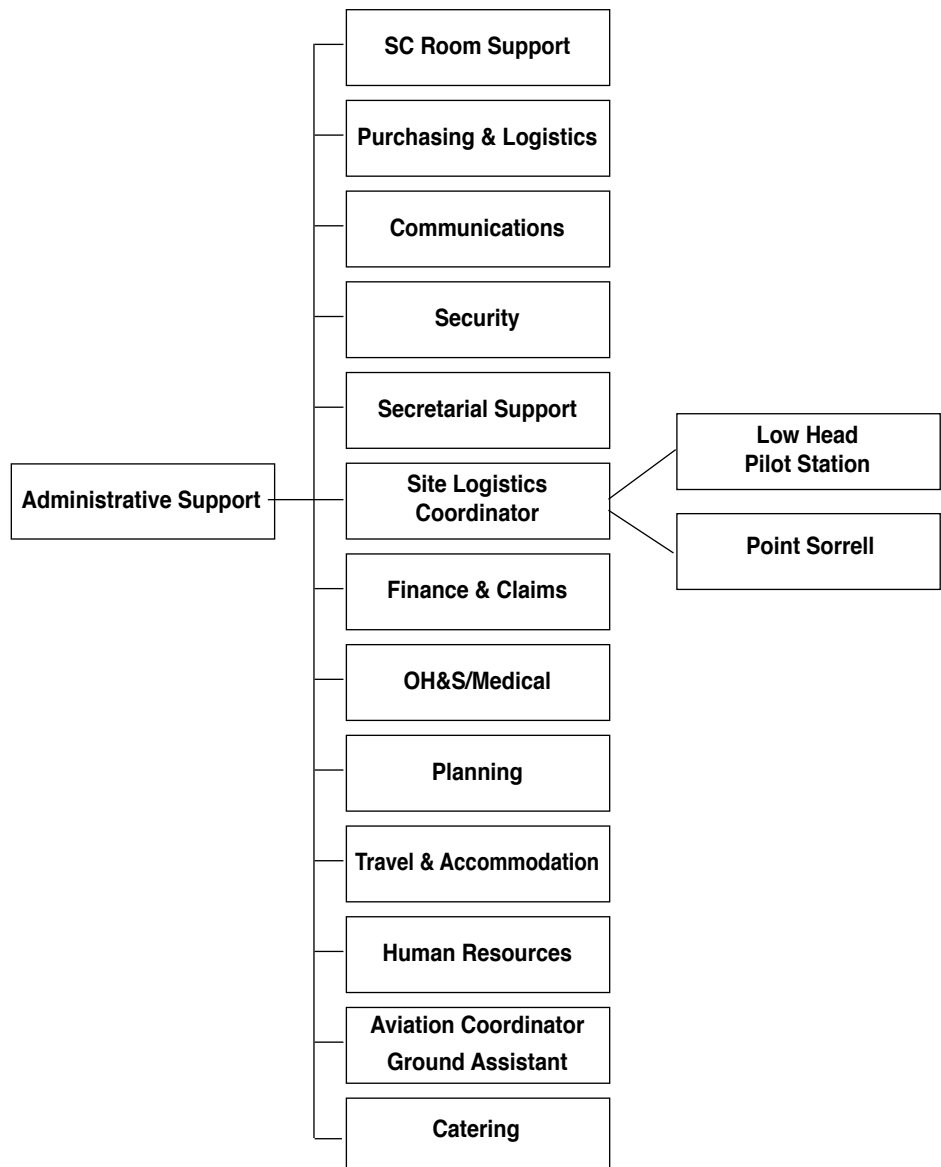 SC Room Support
Purchasing & Logistics
Communications
Security
Secretarial Support
Administrative Support
Site Logistics
Coordinator
Low Head
Pilot Station
Point Sorrell
Finance & Claims
OH&S/Medical
Planning
Travel & Accommodation
Human Resources
Aviation Coordinator
Ground Assistant
Catering